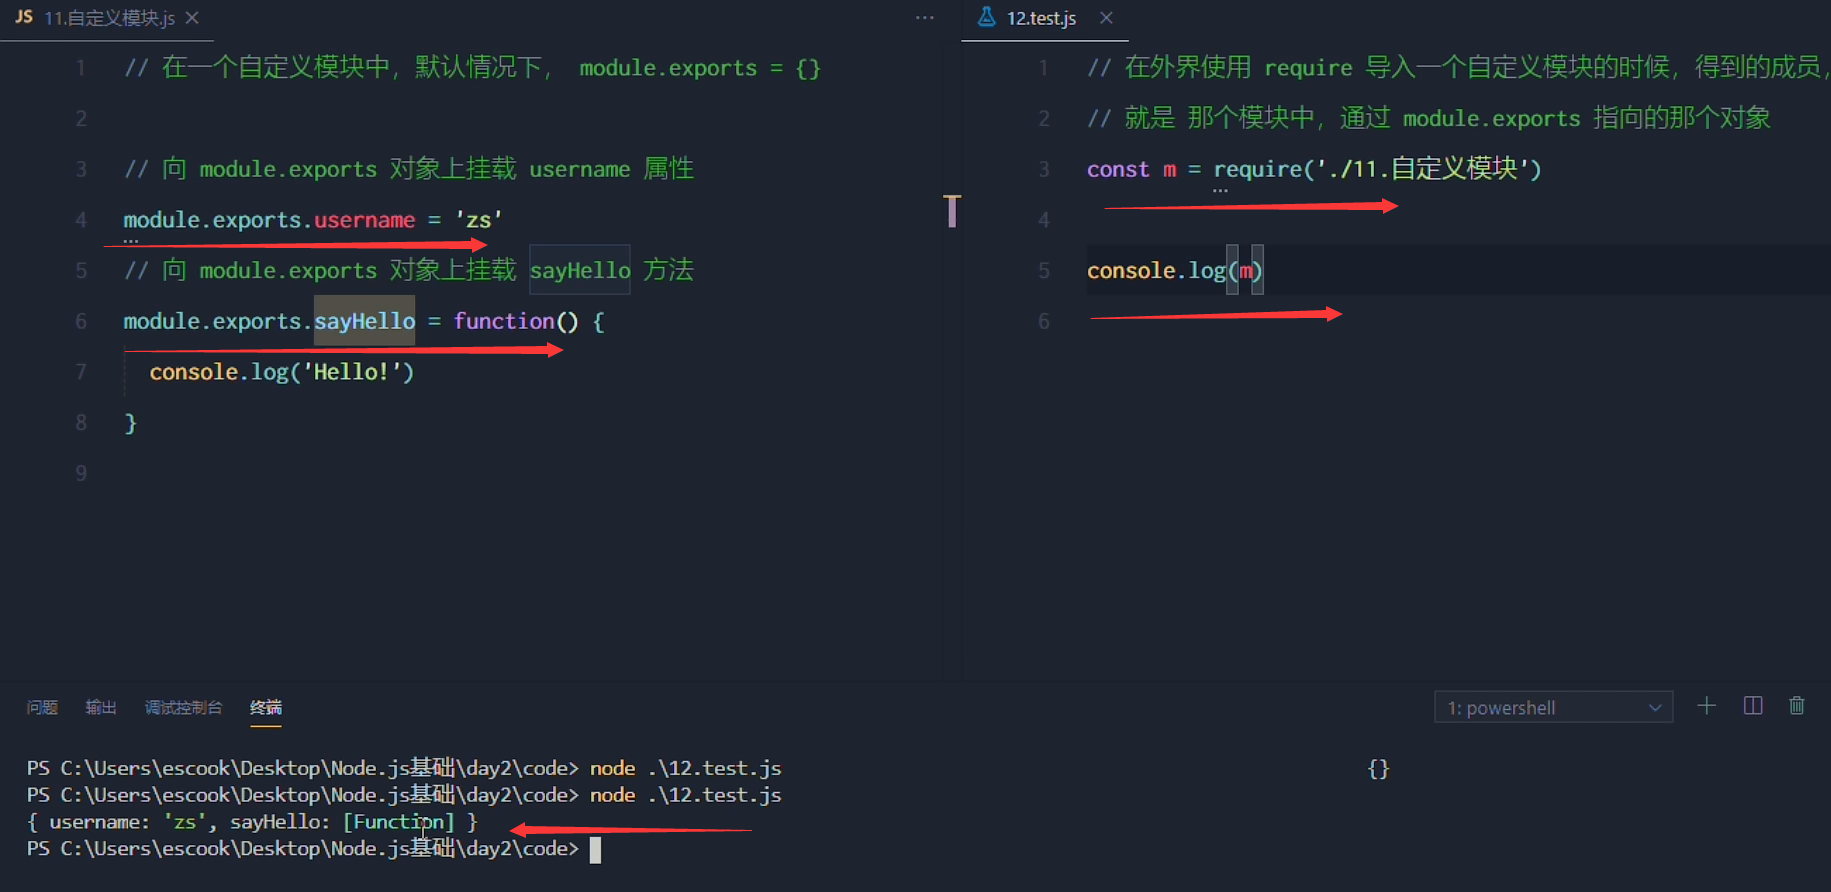 JS 11.自定义模块.js
1 // 在一个自定义模块中，默认情况下， module.exports = {}
2
3 // 向 module.exports 对象上挂载 username 属性
4 module.exports.username = 'zs'
5 // 向 module.exports 对象上挂载 sayHello 方法
6 module.exports.sayHello = function() {
7 console.log('Hello!')
8 }
9
12.test.js
1 // 在外界使用 require 导入一个自定义模块的时候，得到的成员，
2 // 就是 那个模块中，通过 module.exports 指向的那个对象
3 const m = require('./11.自定义模块')
4
5 console.log(m)
6
问题 输出 调试控制台 终端 1: powershell
PS C:\Users\escook\Desktop\Node.js基础\day2\code> node .\12.test.js {}
PS C:\Users\escook\Desktop\Node.js基础\day2\code> node .\12.test.js
{ username: 'zs', sayHello: [Function] }
PS C:\Users\escook\Desktop\Node.js基础\day2\code>